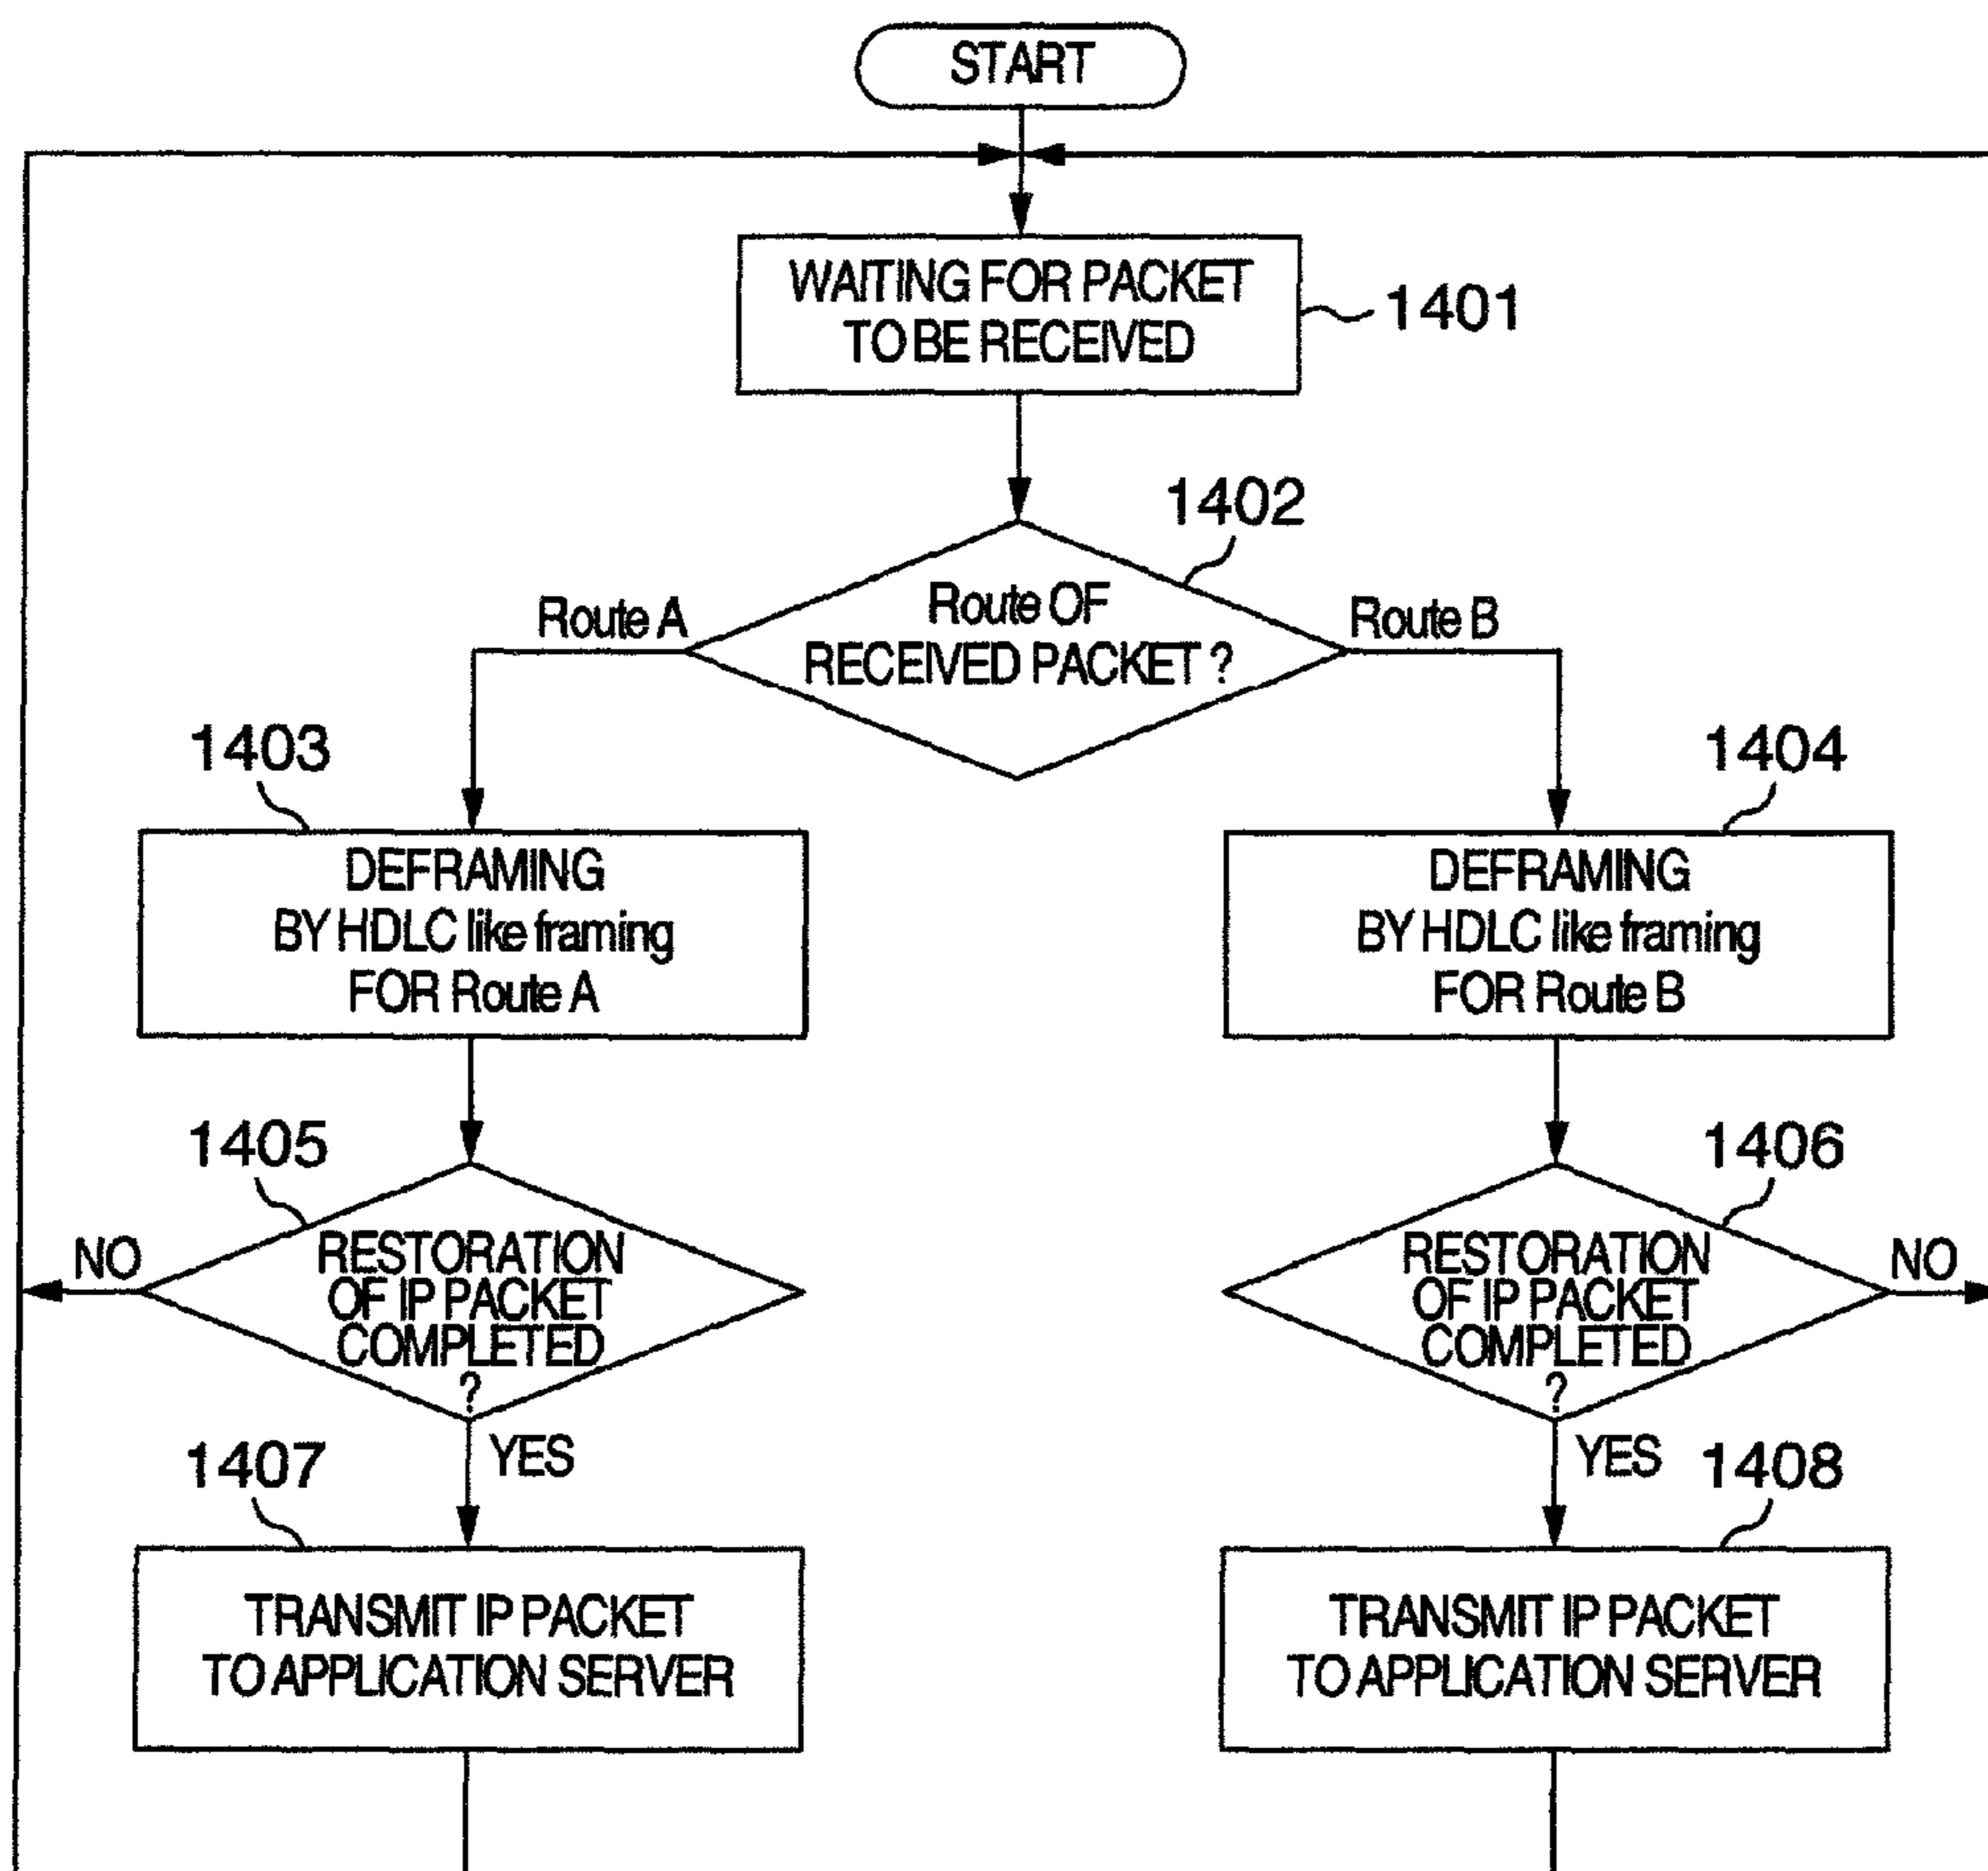 START
WAITING FOR PACKET
TO BE RECEIVED
1401
1402
Route OF
RECEIVED PACKET ?
Route A
Route B
1403
DEFRAMING
BY HDLC like framing
FOR Route A
1404
DEFRAMING
BY HDLC like framing
FOR Route B
1405
RESTORATION
OF IP PACKET
COMPLETED
?
NO
YES
1406
RESTORATION
OF IP PACKET
COMPLETED
?
NO
YES
1407
TRANSMIT IP PACKET
TO APPLICATION SERVER
1408
TRANSMIT IP PACKET
TO APPLICATION SERVER